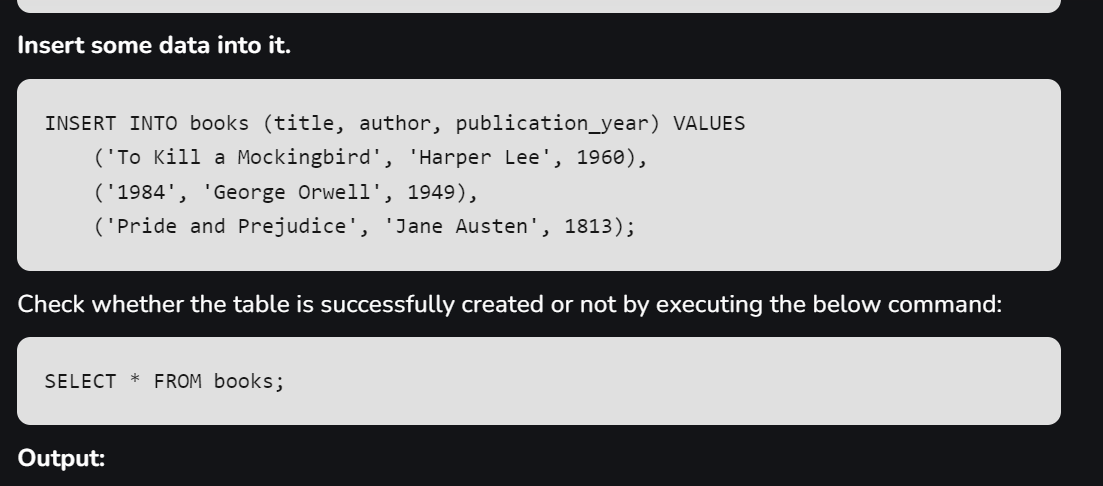 Insert some data into it.
INSERT INTO books (title, author, publication_year) VALUES
    ('To Kill a Mockingbird', 'Harper Lee', 1960),
    ('1984', 'George Orwell', 1949),
    ('Pride and Prejudice', 'Jane Austen', 1813);
Check whether the table is successfully created or not by executing the below command:
SELECT * FROM books;
Output: